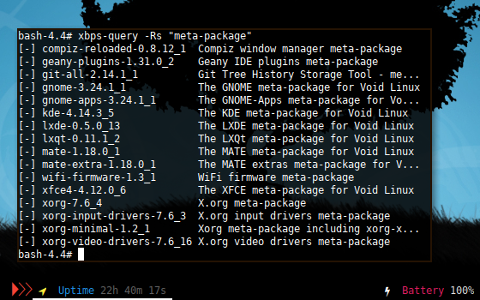 bash-4.4# xbps-query -Rs "meta-package"
[-] compiz-reloaded-0.8.12_1  Compiz window manager meta-package
[-] geany-plugins-1.31.0_2    Geany IDE plugins meta-package
[-] git-all-2.14.1_1          Git Tree History Storage Tool - me...
[-] gnome-3.24.1_1            The GNOME meta-package for Void Linux
[-] gnome-apps-3.24.1_1       The GNOME-Apps meta-package for Vo...
[-] kde-4.14.3_5              The KDE meta-package for Void Linux
[-] lxde-0.5.0_13             The LXDE meta-package for Void Linux
[-] lxqt-0.11.1_2             The LXQE meta-package for Void Linux
[-] mate-1.18.0_1             The MATE meta-package for Void Linux
[-] mate-extra-1.18.0_1       The MATE extras meta-package for V...
[-] wifi-firmware-1.3_1       WiFi firmware meta-package
[-] xfce4-4.12.0_6            The XFCE meta-package for Void Linux
[-] xorg-7.6_4                X.org meta-package
[-] xorg-input-drivers-7.6_3  X.org input drivers meta-package
[-] xorg-minimal-1.2_1        Xorg meta-package including xorg-x...
[-] xorg-video-drivers-7.6_16 X.org video drivers meta-package
bash-4.4#
Uptime 22h 40m 17s Battery 100%